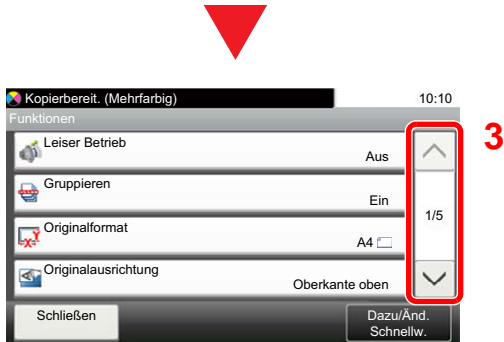 Kopierbereit. (Mehrfarbig) 10:10
Funktionen
3
Leiser Betrieb
Aus
Gruppieren
Ein
1/5
Originalformat
A4
Originalausrichtung
Oberkante oben
Schließen
Dazu/Änd.
Schnellw.